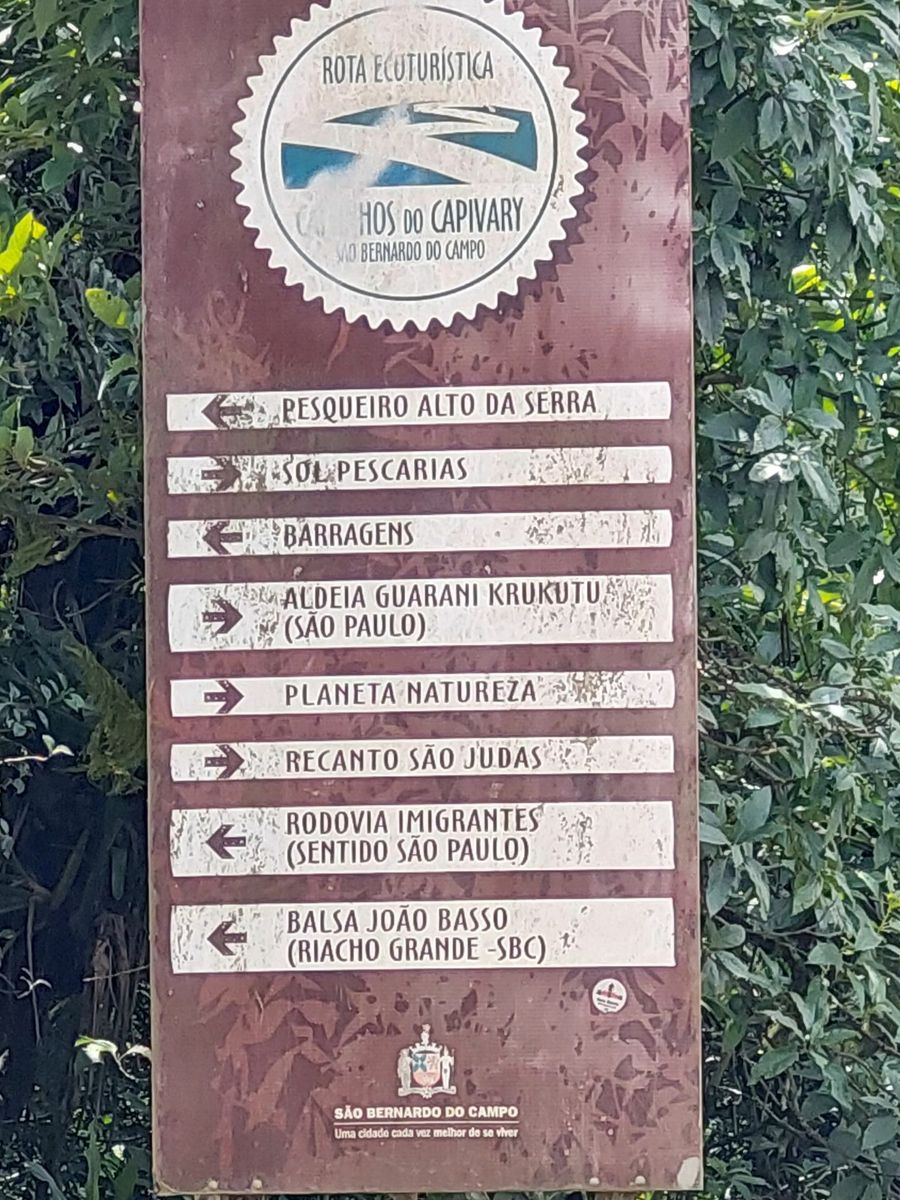 ROTA ECOTURÍSTICA
DO CAPIVARY
SÃO BERNARDO DO CAMPO
PESQUEIRO ALTO DA SERRA
SOL PESCARIAS
BARRAGENS
ALDEIA GUARANI KRUKUTU
(SÃO PAULO)
PLANETA NATUREZA
RECANTO SÃO JUDAS
RODOVIA IMIGRANTES
(SENTIDO SÃO PAULO)
BALSA JOÃO BASSO
(RIACHO GRANDE -SBC)
SÃO BERNARDO DO CAMPO
Uma cidade cada vez melhor de se viver